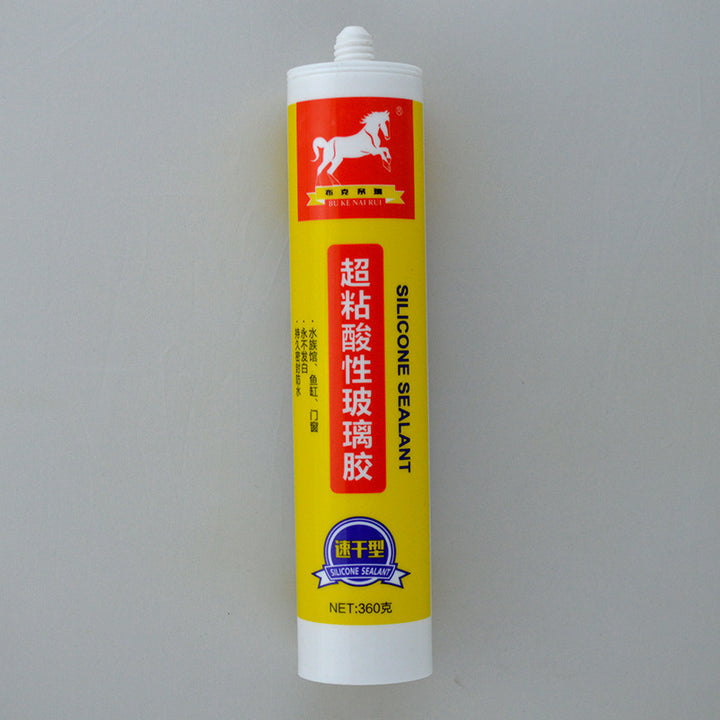 ®
布克奈瑞
BU KE NAI RUI
超粘酸性玻璃胶
SILICONE SEALANT
·水族馆、鱼缸、门窗
·永不发白
·持久密封防水
速干型
SILICONE SEALANT
NET:360克